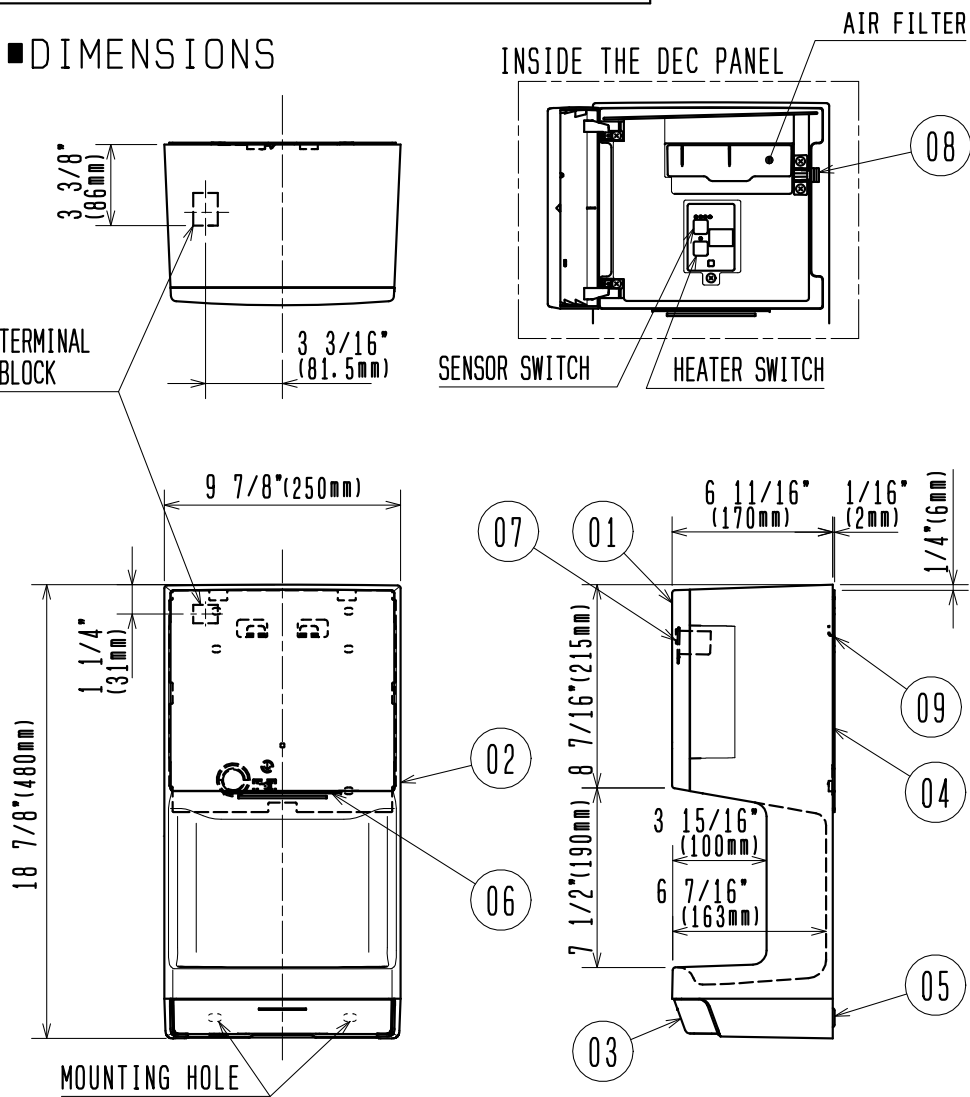 ■DIMENSIONS
AIR FILTER
INSIDE THE DEC PANEL
08
3 3/8"
(86mm)
TERMINAL
BLOCK
3 3/16"
(81.5mm)
SENSOR SWITCH
HEATER SWITCH
9 7/8"(250mm)
6 11/16"
(170mm)
1/16"
(2mm)
1/4"(6mm)
07
01
1 1/4"
(31mm)
18 7/8"(480mm)
8 7/16"(215mm)
09
02
04
3 15/16"
(100mm)
7 1/2"(190mm)
6 7/16"
(163mm)
06
05
03
MOUNTING HOLE